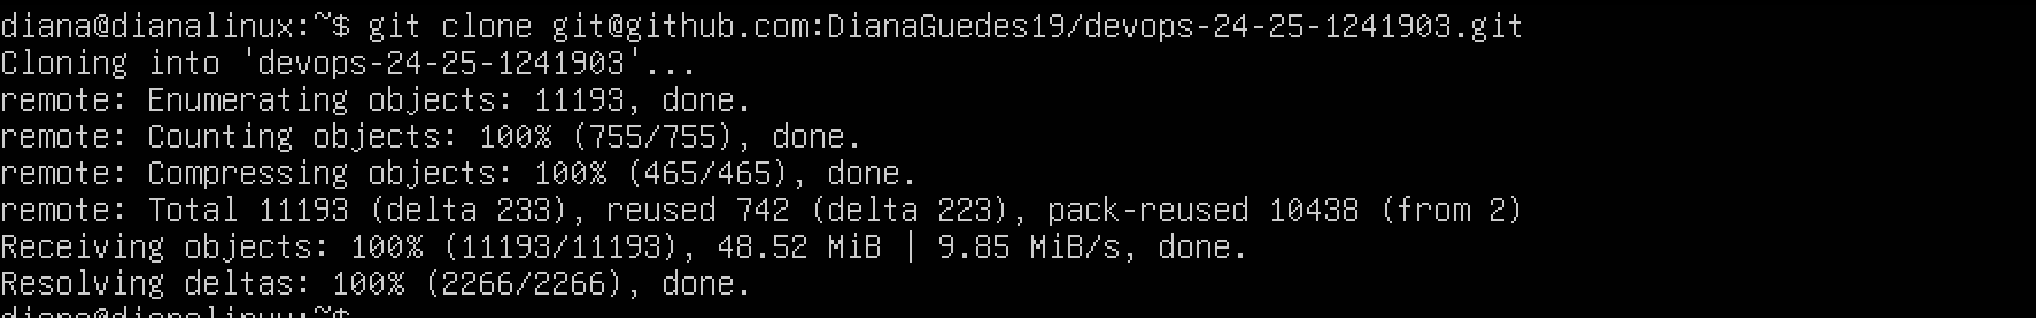 diana@dianalinux:~$ git clone git@github.com:DianaGuedes19/devops-24-25-1241903.git
Cloning into 'devops-24-25-1241903'...
remote: Enumerating objects: 11193, done.
remote: Counting objects: 100% (755/755), done.
remote: Compressing objects: 100% (465/465), done.
remote: Total 11193 (delta 233), reused 742 (delta 223), pack-reused 10438 (from 2)
Receiving objects: 100% (11193/11193), 48.52 MiB | 9.85 MiB/s, done.
Resolving deltas: 100% (2266/2266), done.
diana@dianalinux:~$